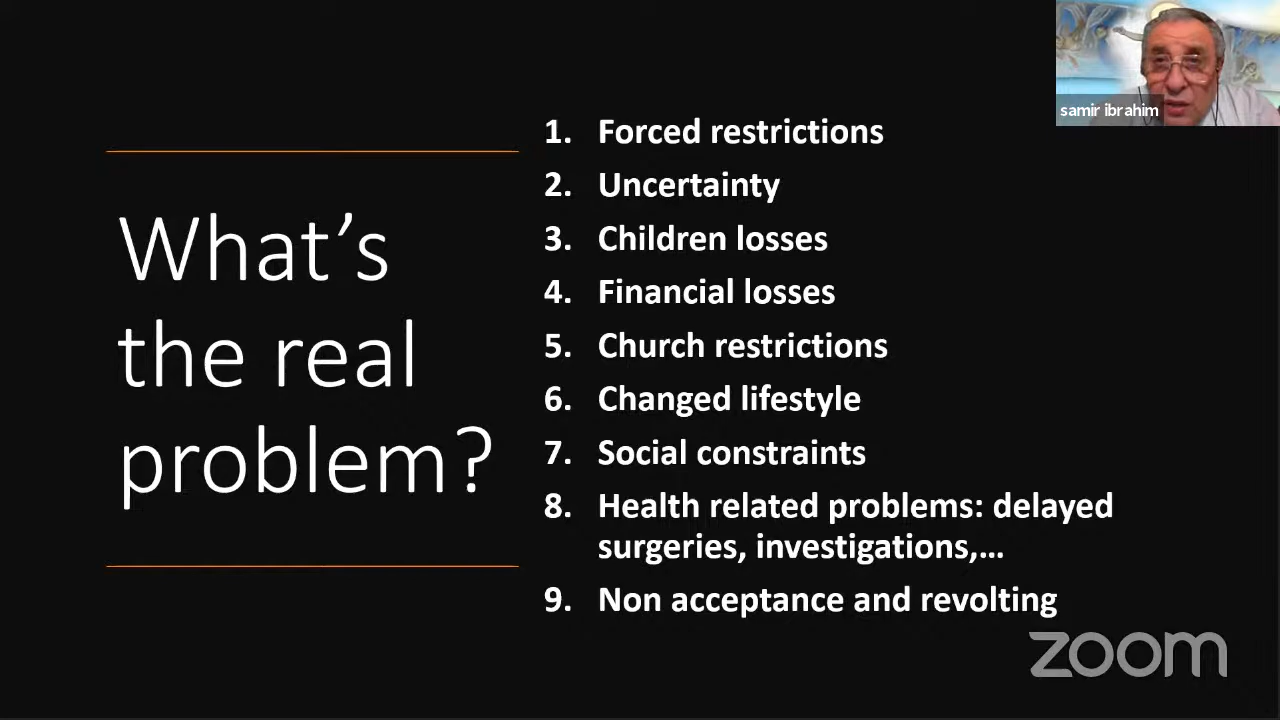 samir ibrahim
What’s
the real
problem?
1. Forced restrictions
2. Uncertainty
3. Children losses
4. Financial losses
5. Church restrictions
6. Changed lifestyle
7. Social constraints
8. Health related problems: delayed
surgeries, investigations,...
9. Non acceptance and revolting
zoom